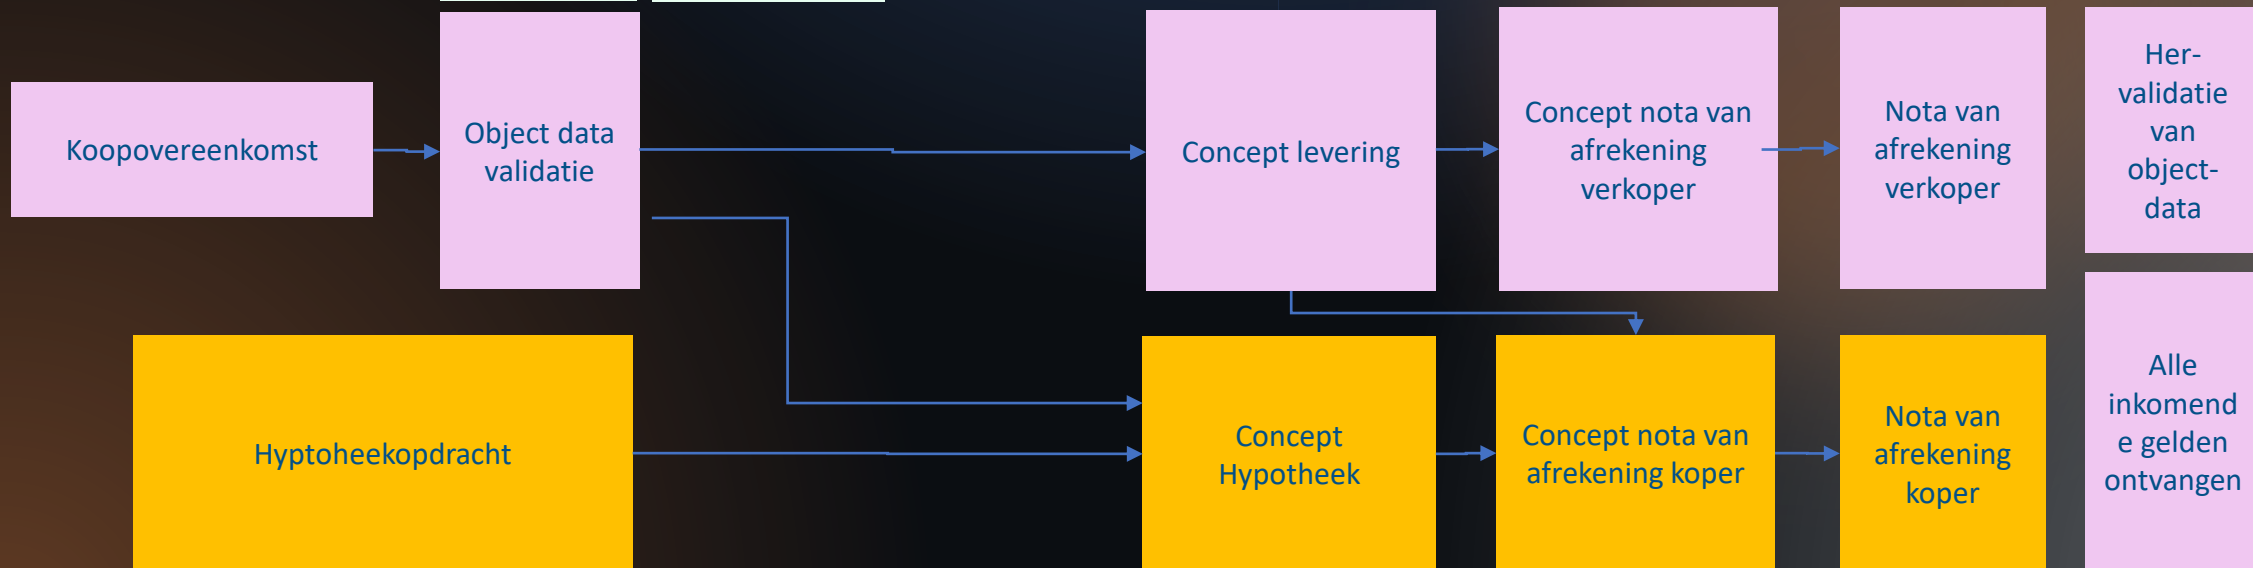 Koopovereenkomst
Object data
validatie
Concept levering
Concept nota van
afrekening
verkoper
Nota van
afrekening
verkoper
Her-
validatie
van
object-
data
Hyptoheekopdracht
Concept
Hypotheek
Concept nota van
afrekening koper
Nota van
afrekening
koper
Alle
inkomend
e gelden
ontvangen